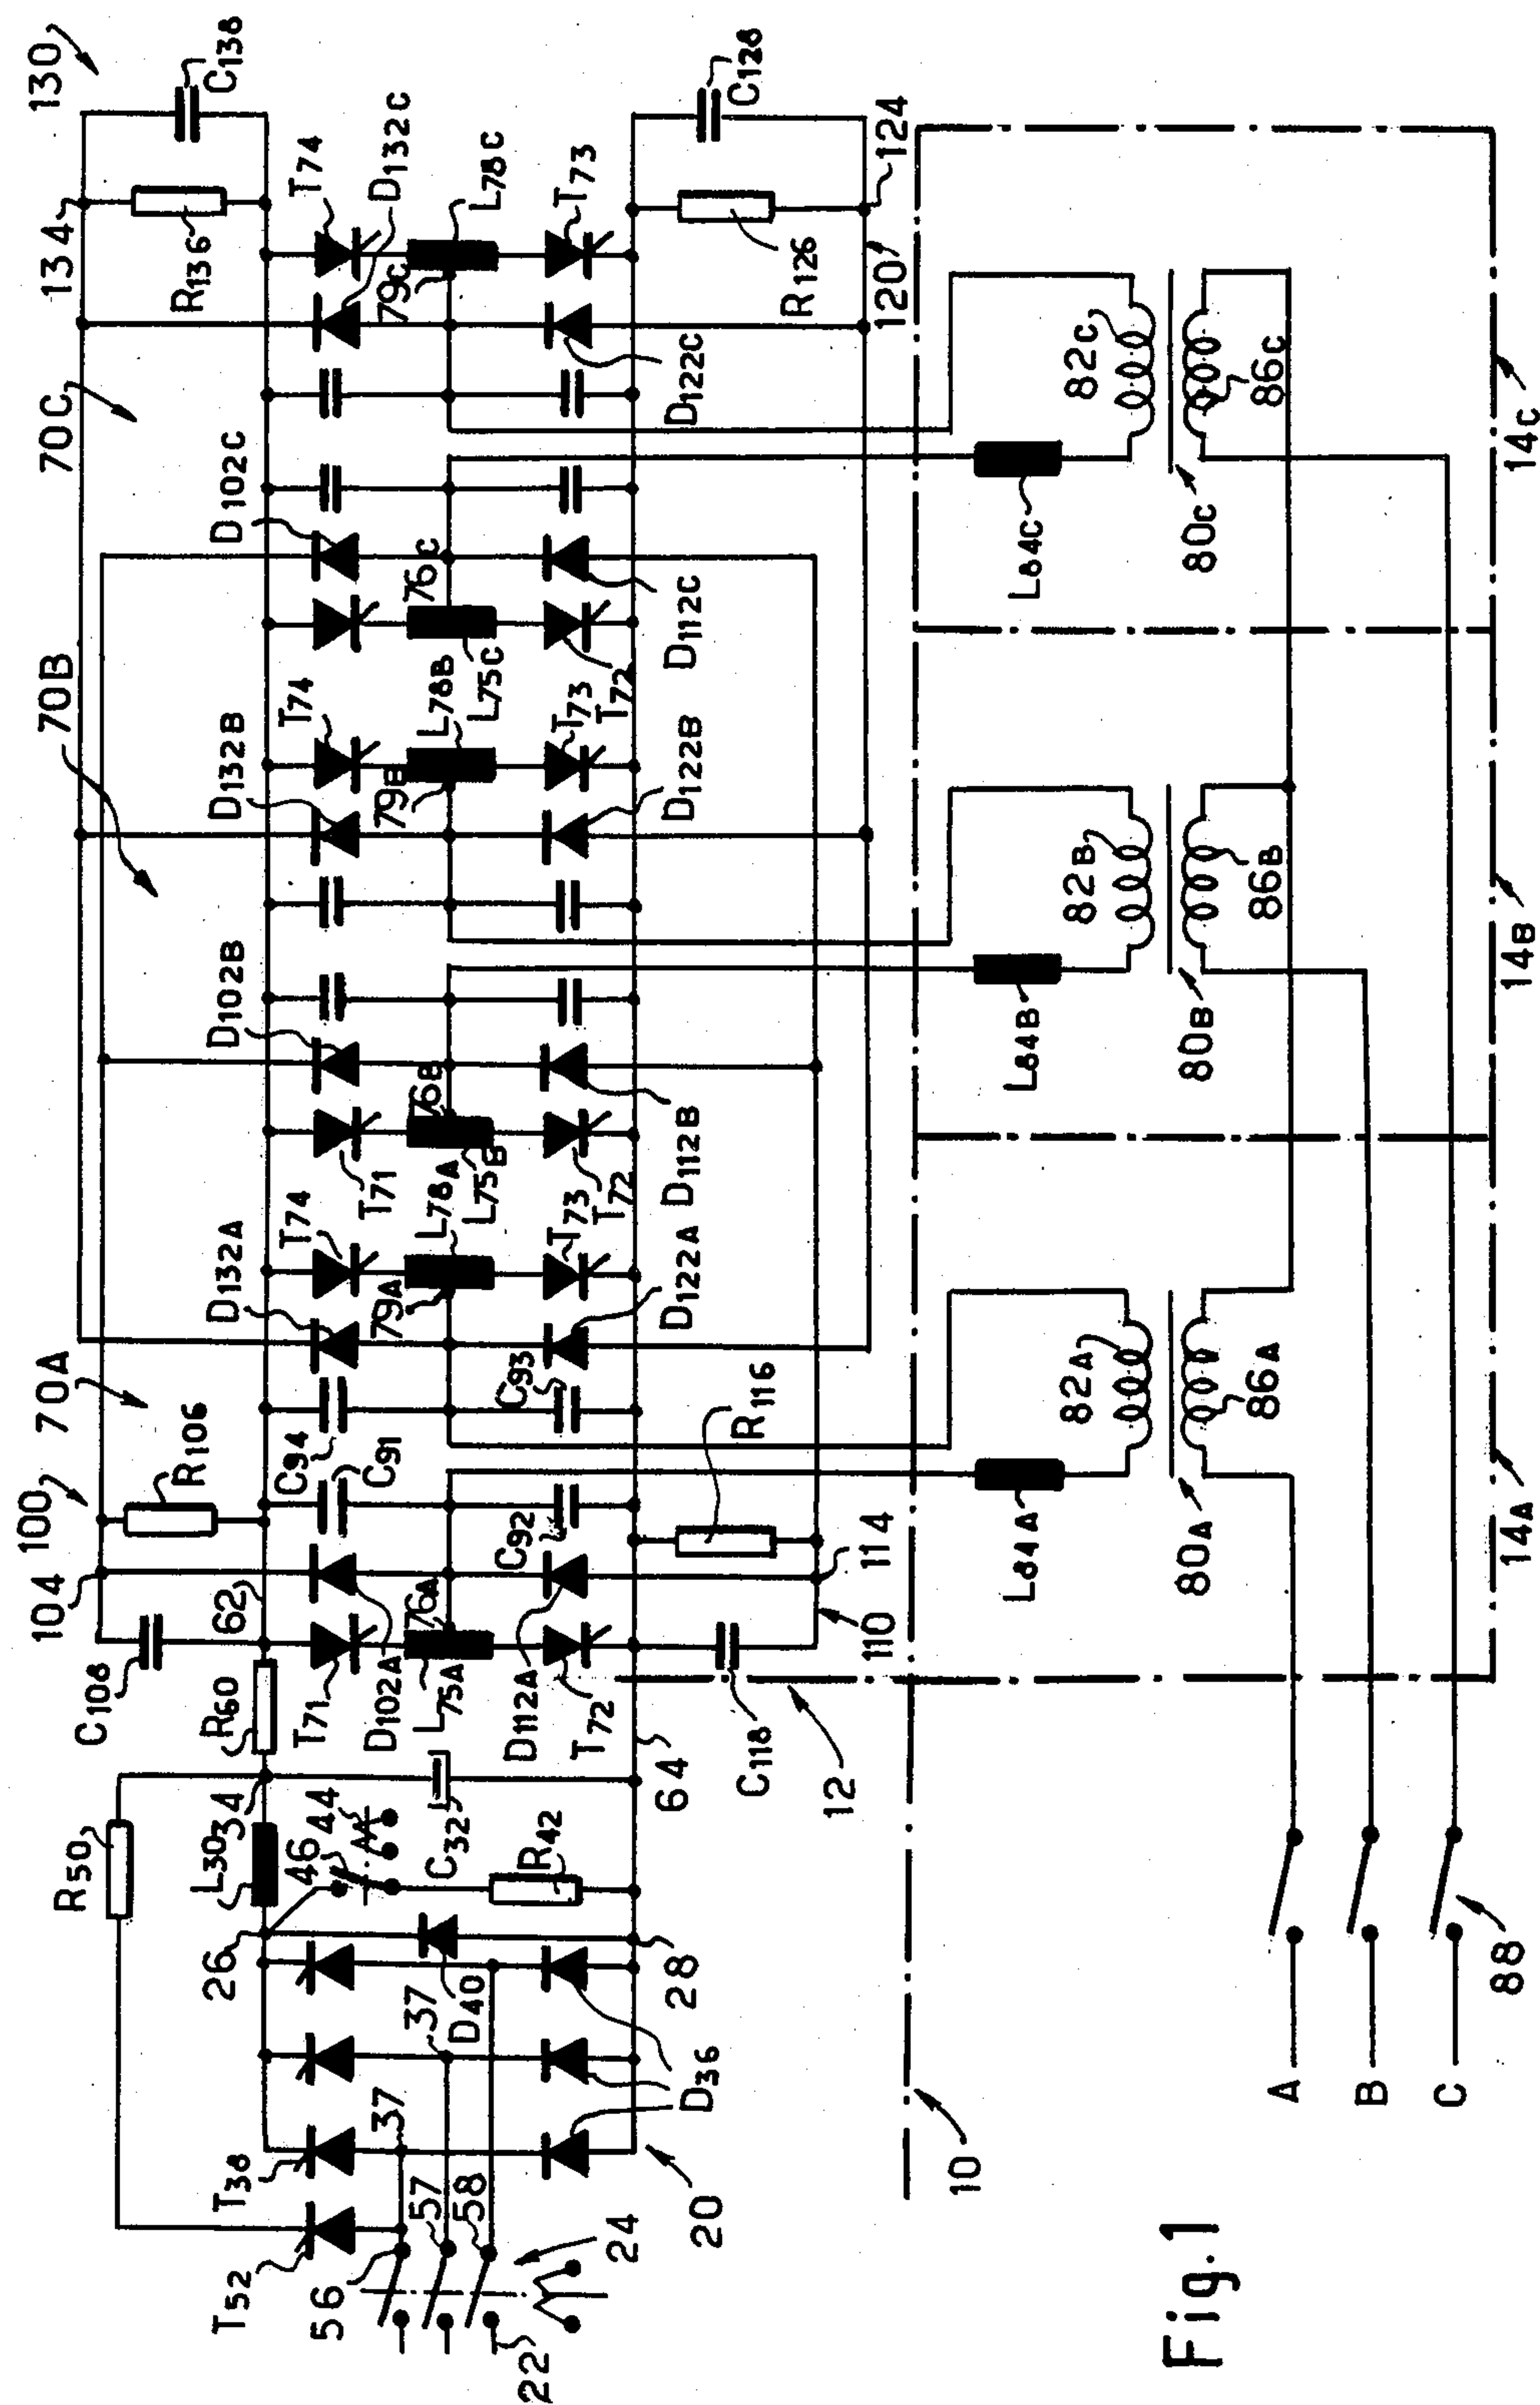 130
C138
134
R136
T74
D132C
L78C
79C
T73
C128
124
R126
120
D122C
70C
D102C
76C
L75C
D112C
T72
70B
T74
D132B
L78B
79B
T73
D122B
D102B
76B
L75B
T71
T72
D112B
T74
D132A
L78A
79A
T73
D122A
70A
R106
100
104
C94
C91
C93
C92
R116
114
110
62
C108
R60
T71
D102A
76A
L75A
D112A
T72
64
C118
12
R50
L30
34
46
44
C32
R42
26
D40
28
37
37
D36
T38
T52
56
57
58
24
22
20
10
82C
86C
L84C
80C
14C
82B
86B
L84B
80B
14B
82A
86A
L84A
80A
14A
88
A
B
C
Fig.1